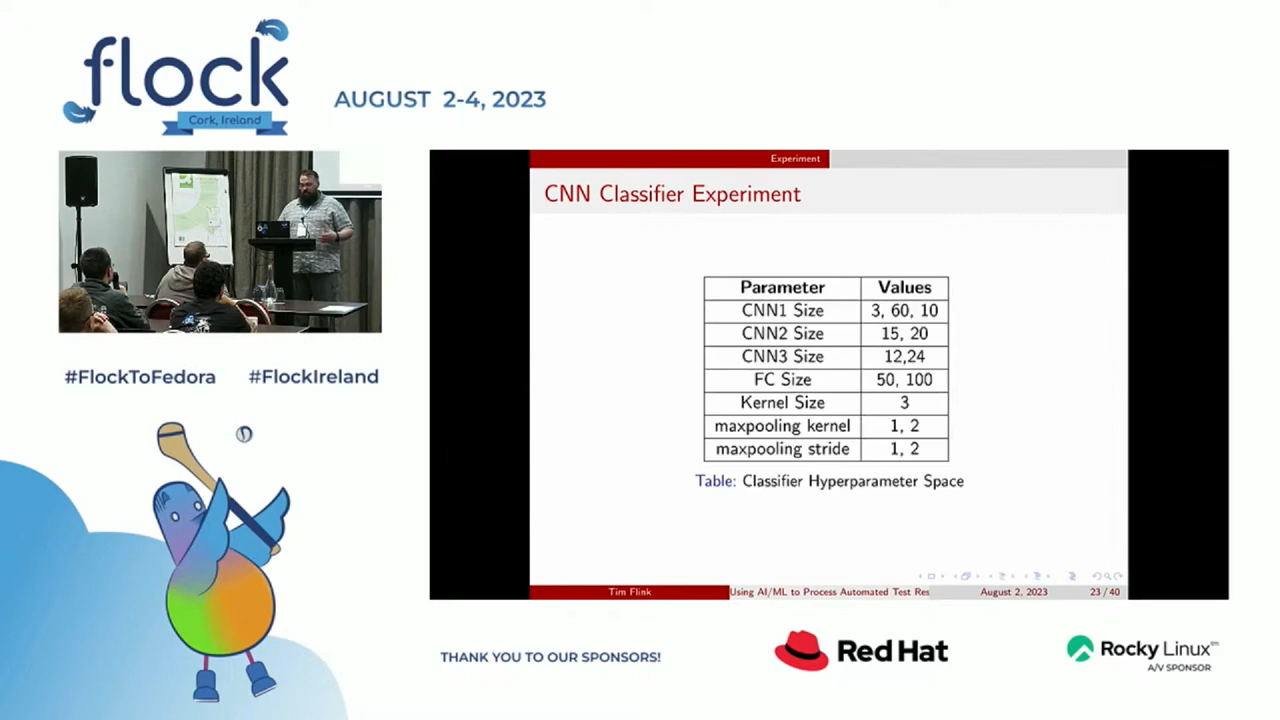 flock
Cork, Ireland
AUGUST 2-4, 2023
#FlockToFedora #FlockIreland
Experiment
CNN Classifier Experiment
Parameter Values
CNN1 Size 3, 60, 10
CNN2 Size 15, 20
CNN3 Size 12,24
FC Size 50, 100
Kernel Size 3
maxpooling kernel 1, 2
maxpooling stride 1, 2
Table: Classifier Hyperparameter Space
Tim Flink Using AI/ML to Process Automated Test Res August 2, 2023 23 / 40
THANK YOU TO OUR SPONSORS!
Red Hat
Rocky Linux™
A/V SPONSOR